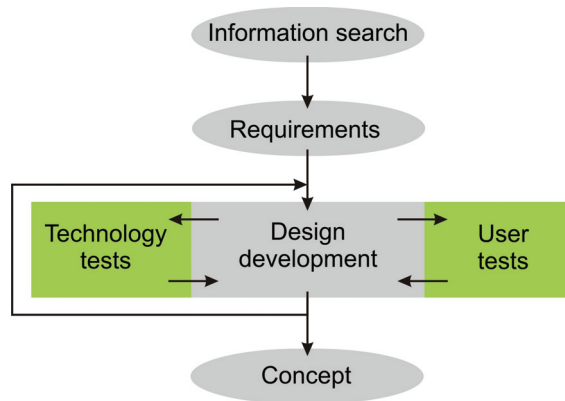 Information search
Requirements
Technology
tests
Design
development
User
tests
Concept